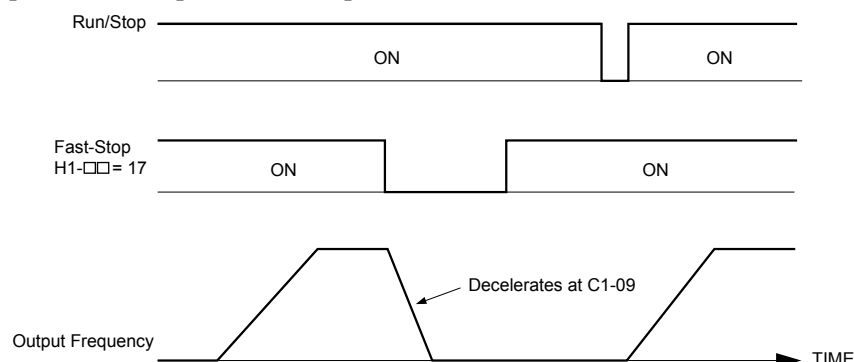 Run/Stop
ON
ON
Fast-Stop
H1-□□= 17
ON
ON
Decelerates at C1-09
Output Frequency
TIME